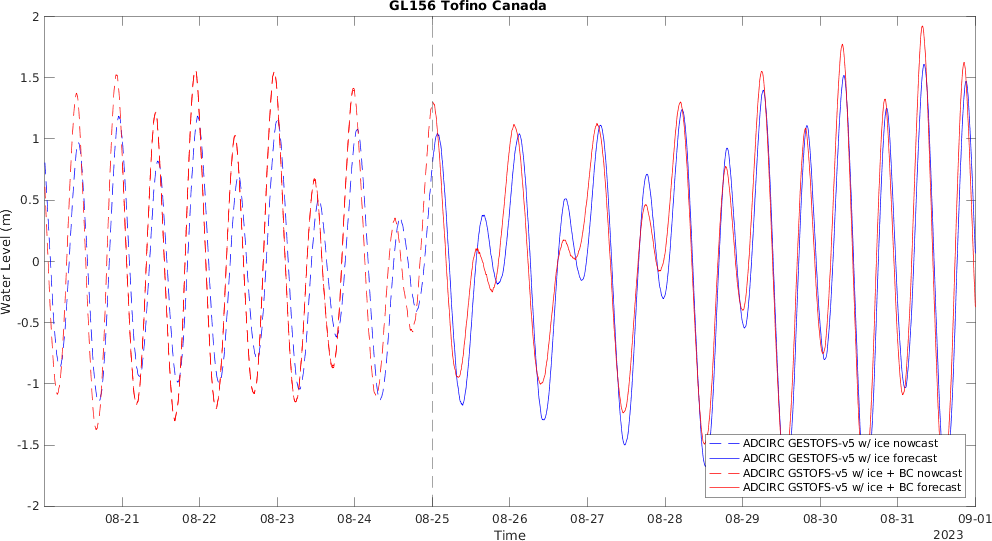 GL156 Tofino Canada
2
1.5
1
0.5
0
-0.5
-1
-1.5
-2
Water Level (m)
ADCIRC GESTOFS-v5 w/ ice nowcast
ADCIRC GESTOFS-v5 w/ ice forecast
ADCIRC GSTOFS-v5 w/ ice + BC nowcast
ADCIRC GSTOFS-v5 w/ ice + BC forecast
08-21 08-22 08-23 08-24 08-25 08-26 08-27 08-28 08-29 08-30 08-31 09-01
Time
2023